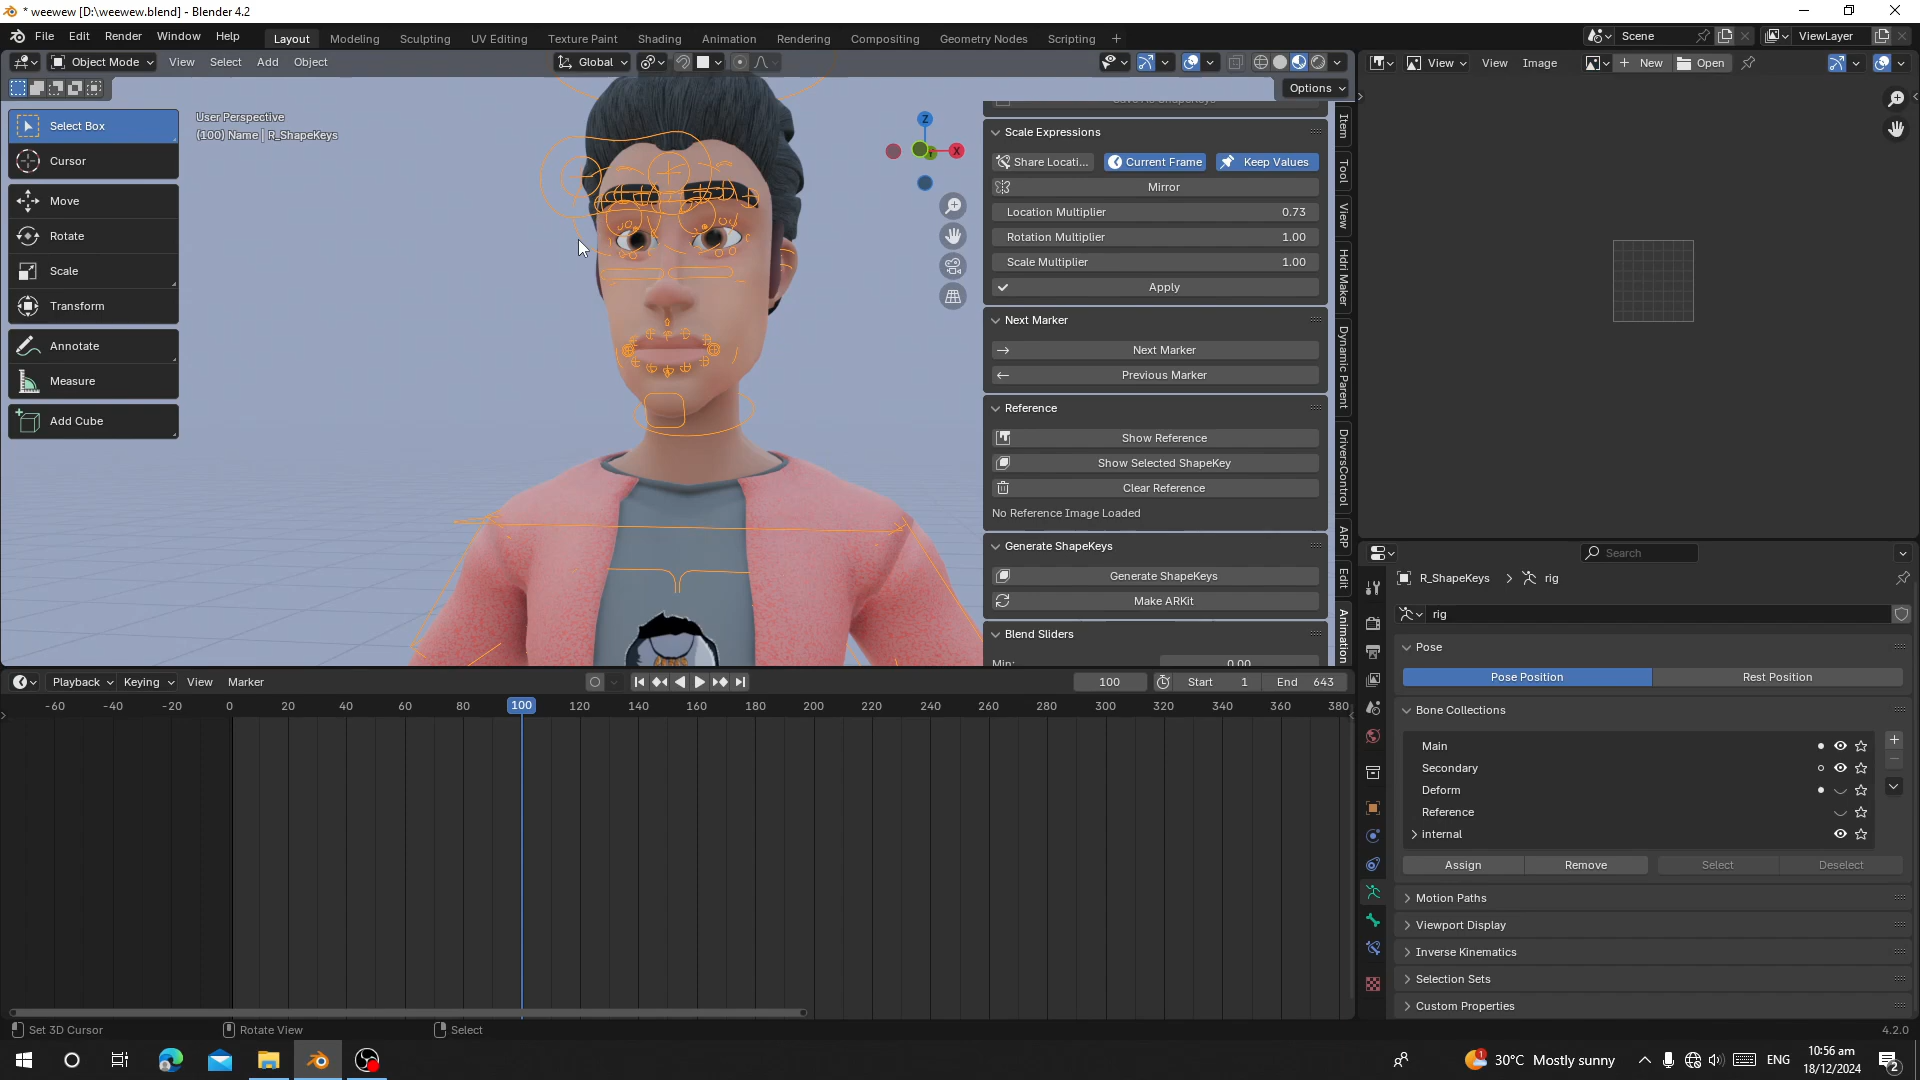 * weewew [D:\weewew.blend] - Blender 4.2
File Edit Render Window Help
Layout Modeling Sculpting UV Editing Texture Paint Shading Animation Rendering Compositing Geometry Nodes Scripting +
Scene
ViewLayer
Object Mode View Select Add Object
Global
View View Image New Open
Options
Select Box
Cursor
Move
Rotate
Scale
Transform
Annotate
Measure
Add Cube
User Perspective
(100) Name | R_ShapeKeys
Z
X
Save As ShapeKeys
Scale Expressions
Share Locati... Current Frame Keep Values
Mirror
Location Multiplier 0.73
Rotation Multiplier 1.00
Scale Multiplier 1.00
Apply
Next Marker
Next Marker
Previous Marker
Reference
Show Reference
Show Selected ShapeKey
Clear Reference
No Reference Image Loaded
Generate ShapeKeys
Generate ShapeKeys
Make ARKit
Blend Sliders
Min: 0.00
Item
Tool
View
Hdri Maker
Dynamic Parent
DriversControl
ARP
Edit
Animation
Search
R_ShapeKeys > rig
rig
Pose
Pose Position Rest Position
Bone Collections
Main
Secondary
Deform
Reference
internal
Assign Remove Select Deselect
Motion Paths
Viewport Display
Inverse Kinematics
Selection Sets
Custom Properties
Playback Keying View Marker
100 Start 1 End 643
-60 -40 -20 0 20 40 60 80 100 120 140 160 180 200 220 240 260 280 300 320 340 360 380
Set 3D Cursor Rotate View Select
4.2.0
30°C Mostly sunny
ENG
10:56 am
18/12/2024
1
2